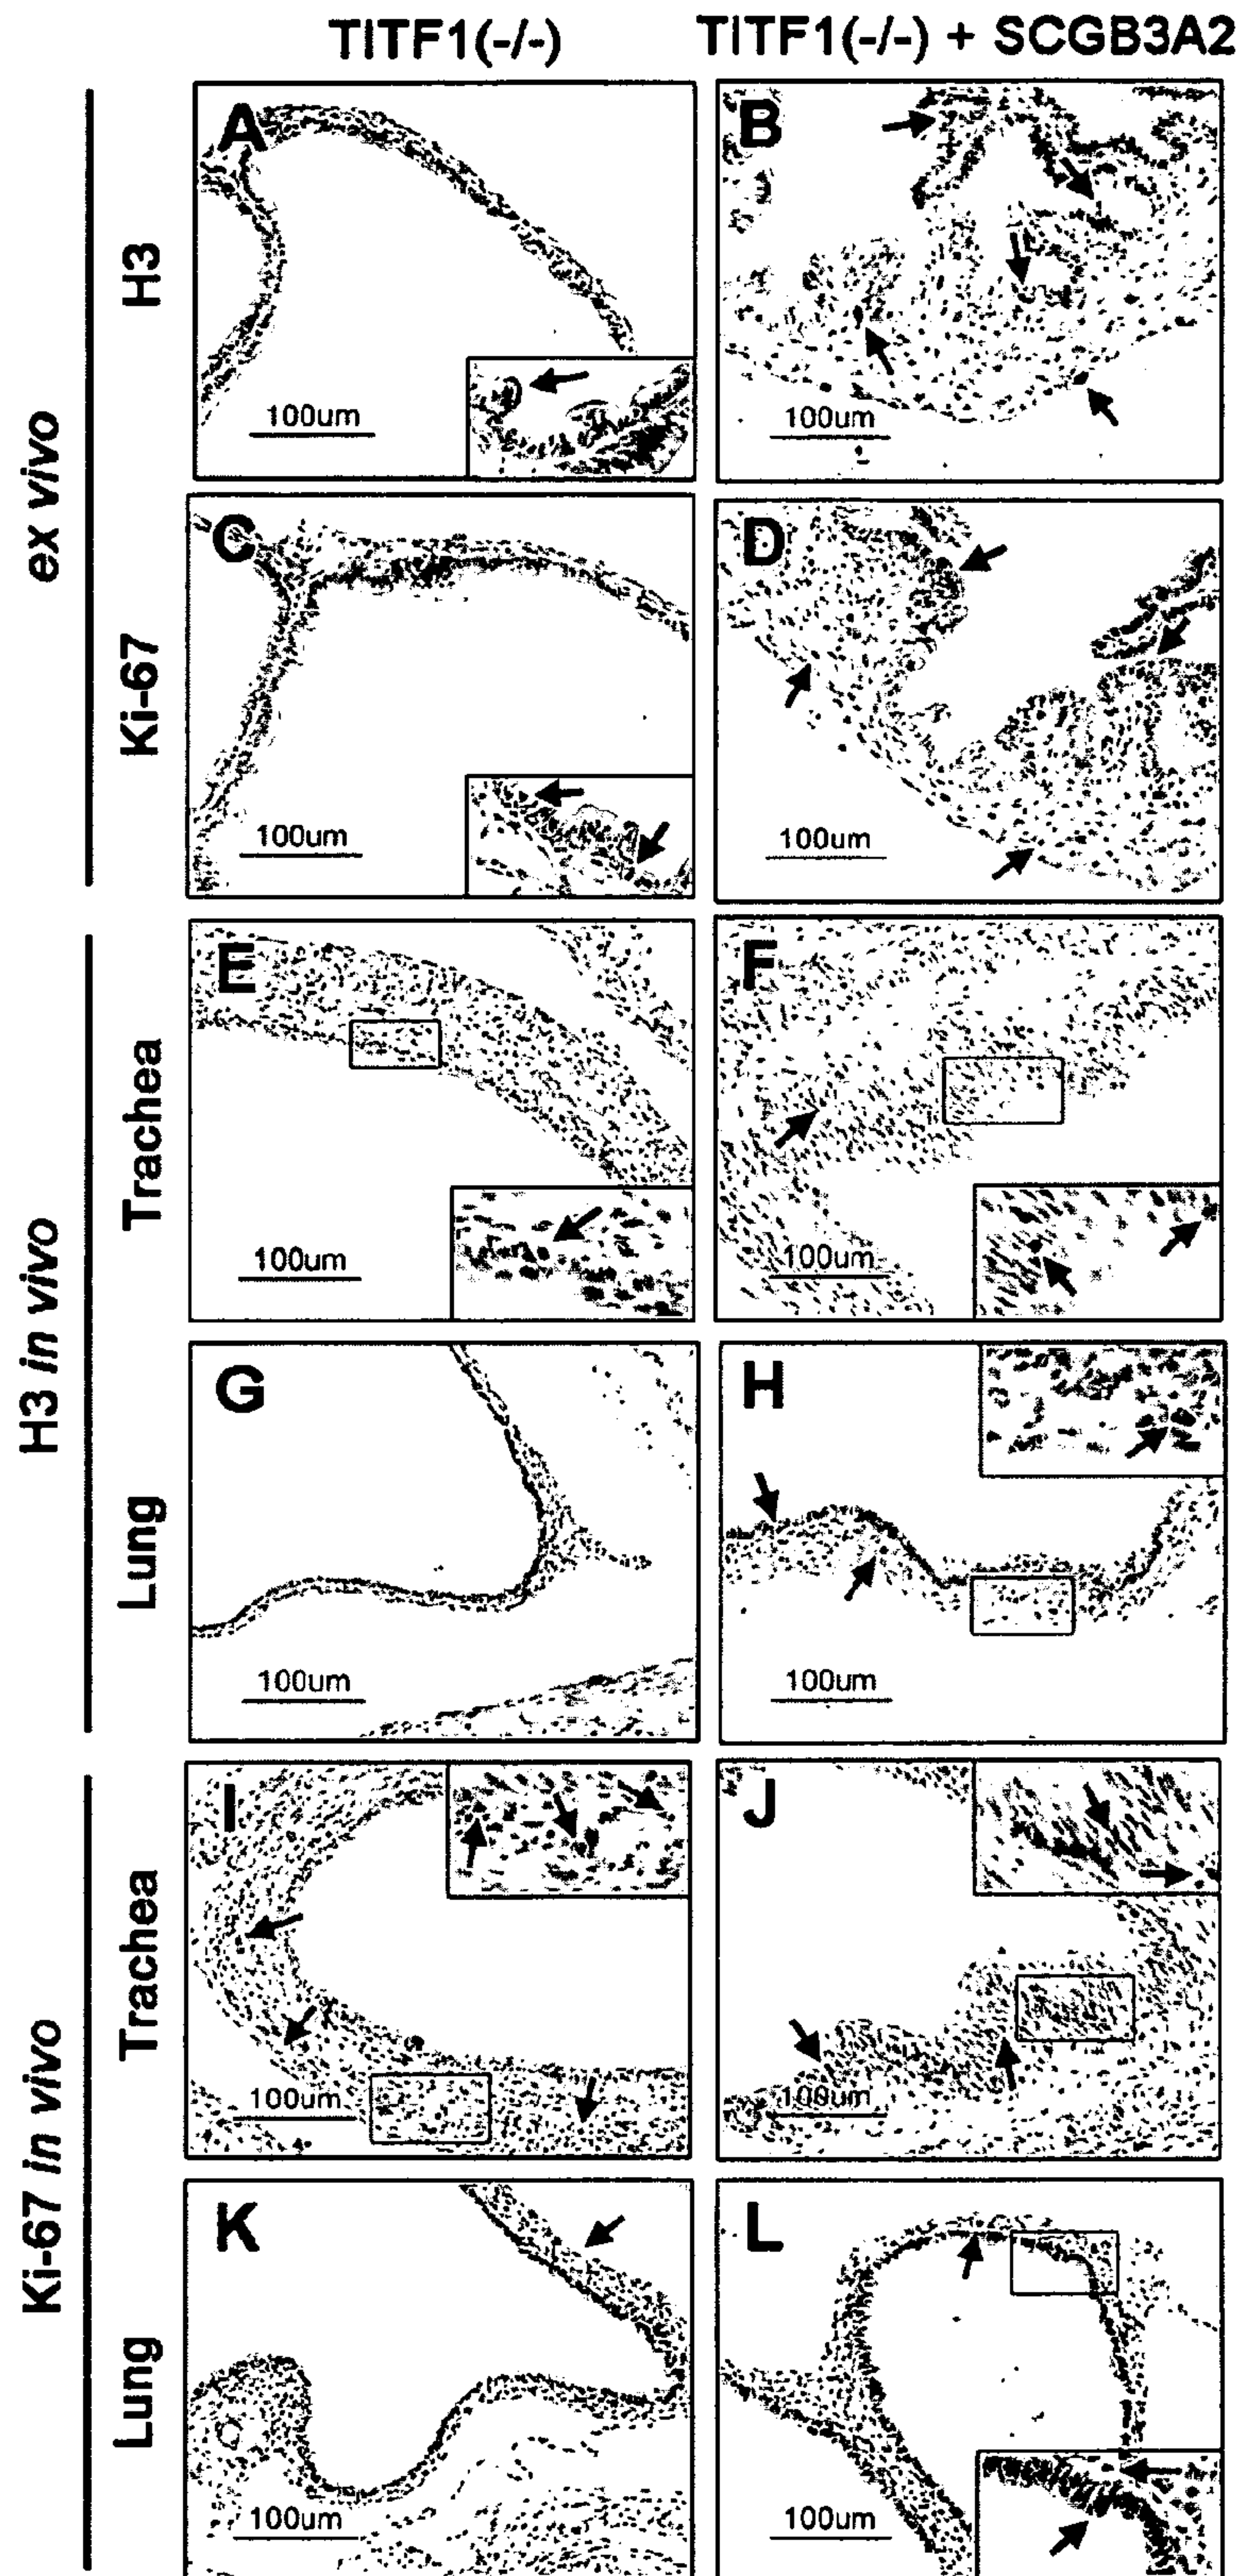 TITF1(-/-) TITF1(-/-) + SCGB3A2
ex vivo
H3
A
100um
B
100um
Ki-67
C
100um
D
100um
H3 in vivo
Trachea
E
100um
F
100um
Lung
G
100um
H
100um
Ki-67 in vivo
Trachea
I
100um
J
100um
Lung
K
100um
L
100um